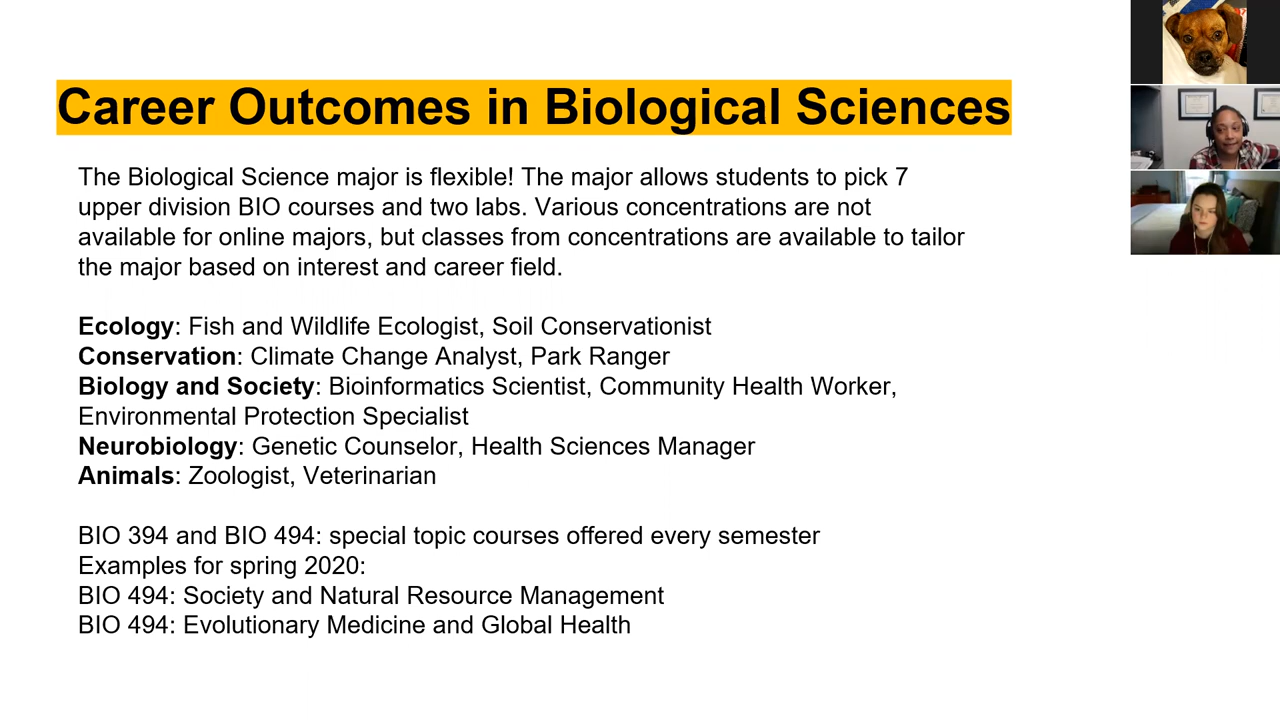 Career Outcomes in Biological Sciences
The Biological Science major is flexible! The major allows students to pick 7
upper division BIO courses and two labs. Various concentrations are not
available for online majors, but classes from concentrations are available to tailor
the major based on interest and career field.
Ecology: Fish and Wildlife Ecologist, Soil Conservationist
Conservation: Climate Change Analyst, Park Ranger
Biology and Society: Bioinformatics Scientist, Community Health Worker,
Environmental Protection Specialist
Neurobiology: Genetic Counselor, Health Sciences Manager
Animals: Zoologist, Veterinarian
BIO 394 and BIO 494: special topic courses offered every semester
Examples for spring 2020:
BIO 494: Society and Natural Resource Management
BIO 494: Evolutionary Medicine and Global Health